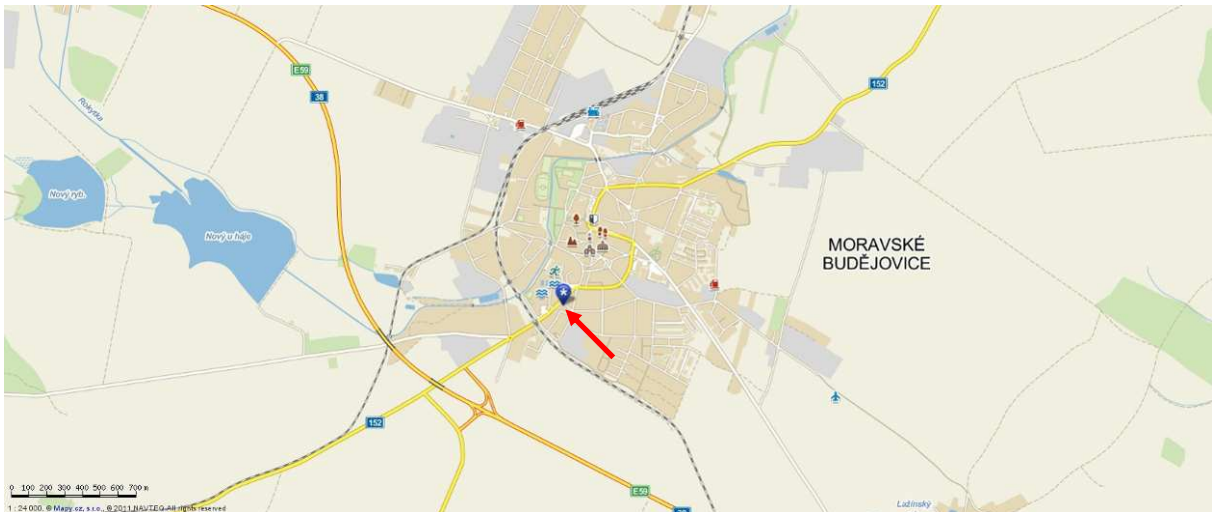 E59
38
152
Rokytka
Nový ryb.
Nový u háje
MORAVSKÉ
BUDĚJOVICE
152
E59
38
Lažínský
0 100 200 300 400 500 600 700 m
1 : 24 000, © Mapy.cz, s.r.o., © 2011 NAVTEQ All rights reserved